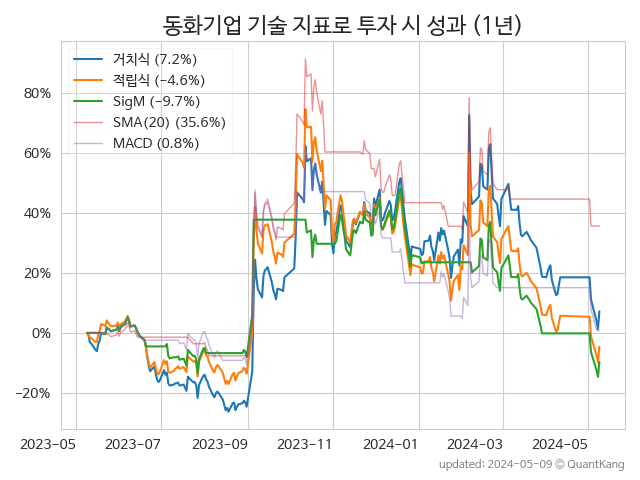 동화기업 기술 지표로 투자 시 성과 (1년)
거치식 (7.2%)
적립식 (−4.6%)
SigM (−9.7%)
SMA(20) (35.6%)
MACD (0.8%)
80%
60%
40%
20%
0%
−20%
2023-05 2023-07 2023-09 2023-11 2024-01 2024-03 2024-05
updated: 2024-05-09 © QuantKang